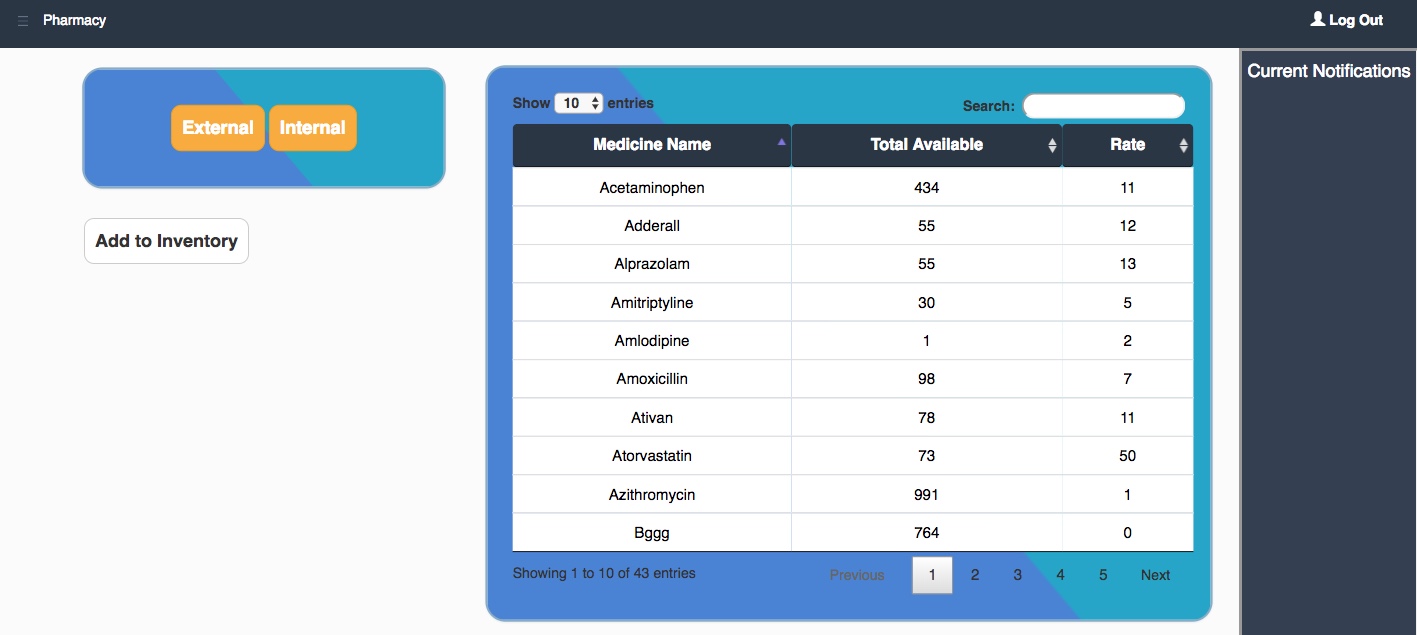 Pharmacy
Log Out
External Internal
Add to Inventory
Show 10 entries
Search:
Medicine Name Total Available Rate
Acetaminophen 434 11
Adderall 55 12
Alprazolam 55 13
Amitriptyline 30 5
Amlodipine 1 2
Amoxicillin 98 7
Ativan 78 11
Atorvastatin 73 50
Azithromycin 991 1
Bggg 764 0
Showing 1 to 10 of 43 entries
Previous 1 2 3 4 5 Next
Current Notifications